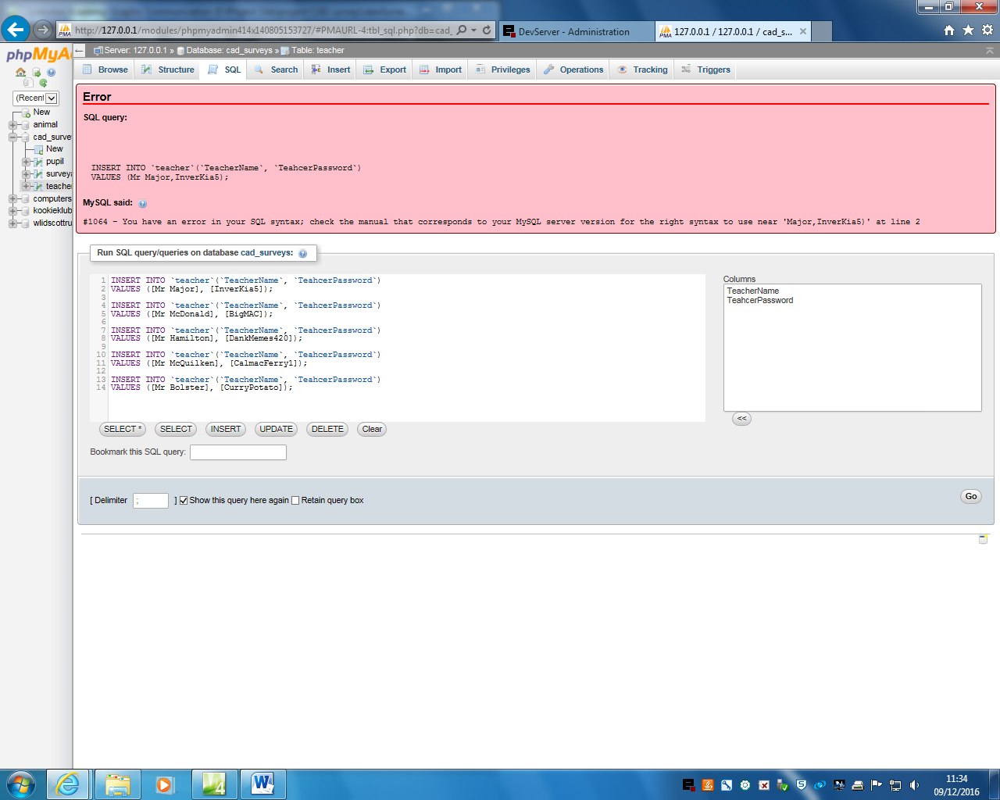 http://127.0.0.1/modules/phpmyadmin414x140805153727/#PMAURL-4:tbl_sql.php?db=cad_
DevServer - Administration
127.0.0.1 / 127.0.0.1 / cad_s...
phpMyA
Server: 127.0.0.1 » Database: cad_surveys » Table: teacher
Browse Structure SQL Search Insert Export Import Privileges Operations Tracking Triggers
(Recent
New
animal
cad_surve
New
pupil
surveya
teache
computers
kookieklub
wlidscottru
Error
SQL query:
INSERT INTO `teacher`(`TeacherName`, `TeahcerPassword`)
VALUES (Mr Major,InverKia5);
MySQL said:
#1064 - You have an error in your SQL syntax; check the manual that corresponds to your MySQL server version for the right syntax to use near 'Major,InverKia5)' at line 2
Run SQL query/queries on database cad_surveys:
1 INSERT INTO `teacher`(`TeacherName`, `TeahcerPassword`)
2 VALUES ([Mr Major], [InverKia5]);
3
4 INSERT INTO `teacher`(`TeacherName`, `TeahcerPassword`)
5 VALUES ([Mr McDonald], [BigMAC]);
6
7 INSERT INTO `teacher`(`TeacherName`, `TeahcerPassword`)
8 VALUES ([Mr Hamilton], [DankMemes420]);
9
10 INSERT INTO `teacher`(`TeacherName`, `TeahcerPassword`)
11 VALUES ([Mr McQuilken], [CalmacFerry1]);
12
13 INSERT INTO `teacher`(`TeacherName`, `TeahcerPassword`)
14 VALUES ([Mr Bolster], [CurryPotato]);
Columns
TeacherName
TeahcerPassword
<<
SELECT * SELECT INSERT UPDATE DELETE Clear
Bookmark this SQL query:
[ Delimiter ; ] Show this query here again Retain query box
Go
11:34
09/12/2016